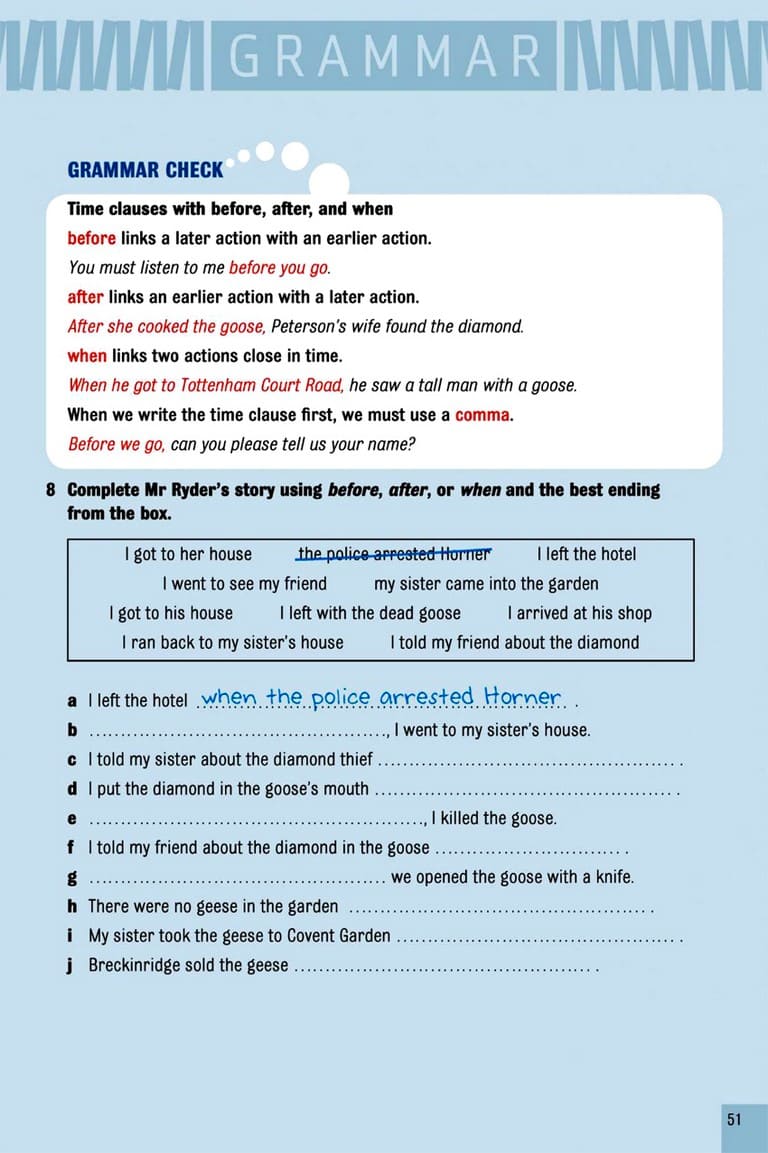 GRAMMAR
GRAMMAR CHECK
Time clauses with before, after, and when
before links a later action with an earlier action.
You must listen to me before you go.
after links an earlier action with a later action.
After she cooked the goose, Peterson's wife found the diamond.
when links two actions close in time.
When he got to Tottenham Court Road, he saw a tall man with a goose.
When we write the time clause first, we must use a comma.
Before we go, can you please tell us your name?
8 Complete Mr Ryder's story using before, after, or when and the best ending
from the box.
I got to her house the police arrested Horner I left the hotel
I went to see my friend my sister came into the garden
I got to his house I left with the dead goose I arrived at his shop
I ran back to my sister's house I told my friend about the diamond
a I left the hotel when the police arrested Horner.
b ................................................, I went to my sister's house.
c I told my sister about the diamond thief ................................................ .
d I put the diamond in the goose's mouth ................................................ .
e ......................................................, I killed the goose.
f I told my friend about the diamond in the goose .............................. .
g ................................................ we opened the goose with a knife.
h There were no geese in the garden ................................................ .
i My sister took the geese to Covent Garden ............................................. .
j Breckinridge sold the geese ................................................ .
51